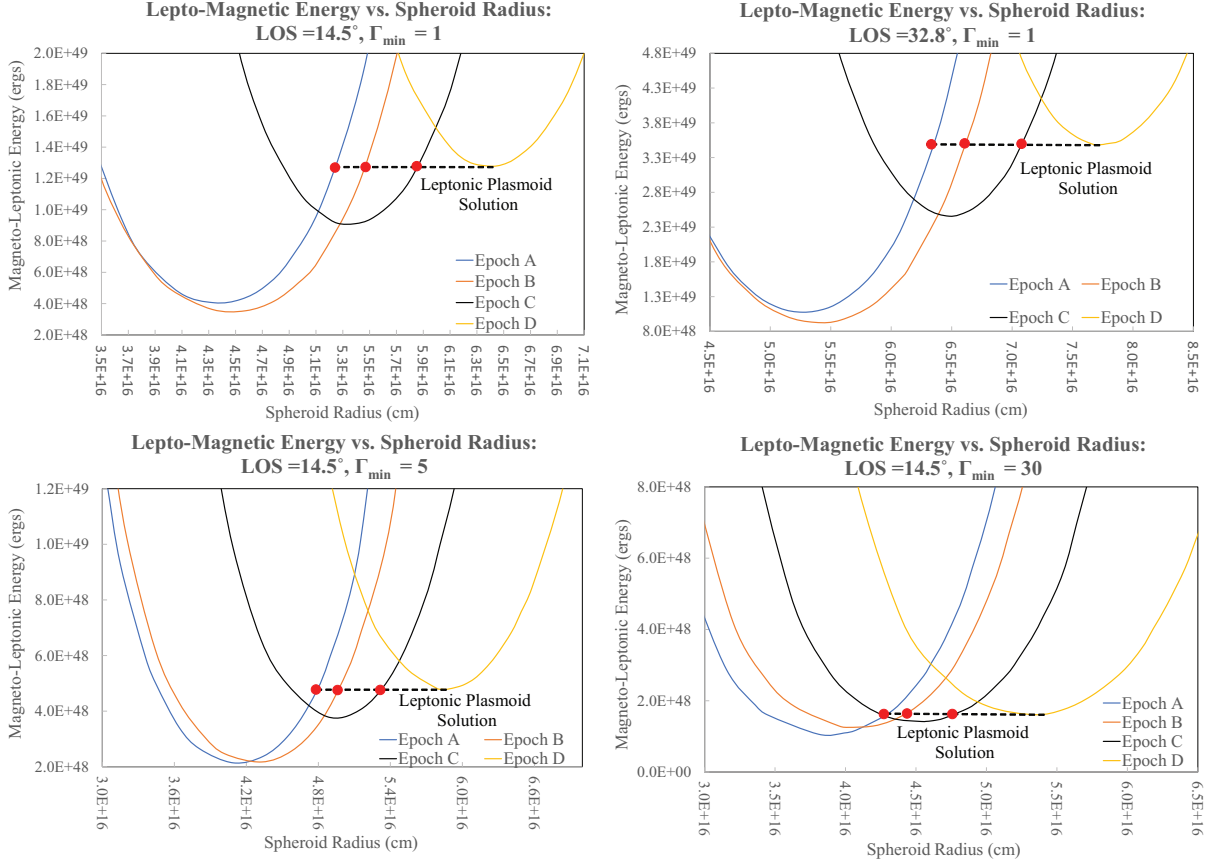 Lepto-Magnetic Energy vs. Spheroid Radius:
LOS =14.5˚, Γmin = 1
Magneto-Leptonic Energy (ergs)
2.0E+49
1.8E+49
1.6E+49
1.4E+49
1.2E+49
1.0E+49
8.0E+48
6.0E+48
4.0E+48
2.0E+48
Leptonic Plasmoid
Solution
Epoch A
Epoch B
Epoch C
Epoch D
3.5E+16
3.7E+16
3.9E+16
4.1E+16
4.3E+16
4.5E+16
4.7E+16
4.9E+16
5.1E+16
5.3E+16
5.5E+16
5.7E+16
5.9E+16
6.1E+16
6.3E+16
6.5E+16
6.7E+16
6.9E+16
7.1E+16
Spheroid Radius (cm)
Lepto-Magnetic Energy vs. Spheroid Radius:
LOS =32.8˚, Γmin = 1
Magneto-Leptonic Energy (ergs)
4.8E+49
4.3E+49
3.8E+49
3.3E+49
2.8E+49
2.3E+49
1.8E+49
1.3E+49
8.0E+48
Leptonic Plasmoid
Solution
Epoch A
Epoch B
Epoch C
Epoch D
4.5E+16
5.0E+16
5.5E+16
6.0E+16
6.5E+16
7.0E+16
7.5E+16
8.0E+16
8.5E+16
Spheroid Radius (cm)
Lepto-Magnetic Energy vs. Spheroid Radius:
LOS =14.5˚, Γmin = 5
Magneto-Leptonic Energy (ergs)
1.2E+49
1.0E+49
8.0E+48
6.0E+48
4.0E+48
2.0E+48
Leptonic Plasmoid
Solution
Epoch A
Epoch B
Epoch C
Epoch D
3.0E+16
3.6E+16
4.2E+16
4.8E+16
5.4E+16
6.0E+16
6.6E+16
Spheroid Radius (cm)
Lepto-Magnetic Energy vs. Spheroid Radius:
LOS =14.5˚, Γmin = 30
Magneto-Leptonic Energy (ergs)
8.0E+48
6.0E+48
4.0E+48
2.0E+48
0.0E+00
Leptonic Plasmoid
Solution
Epoch A
Epoch B
Epoch C
Epoch D
3.0E+16
3.5E+16
4.0E+16
4.5E+16
5.0E+16
5.5E+16
6.0E+16
6.5E+16
Spheroid Radius (cm)